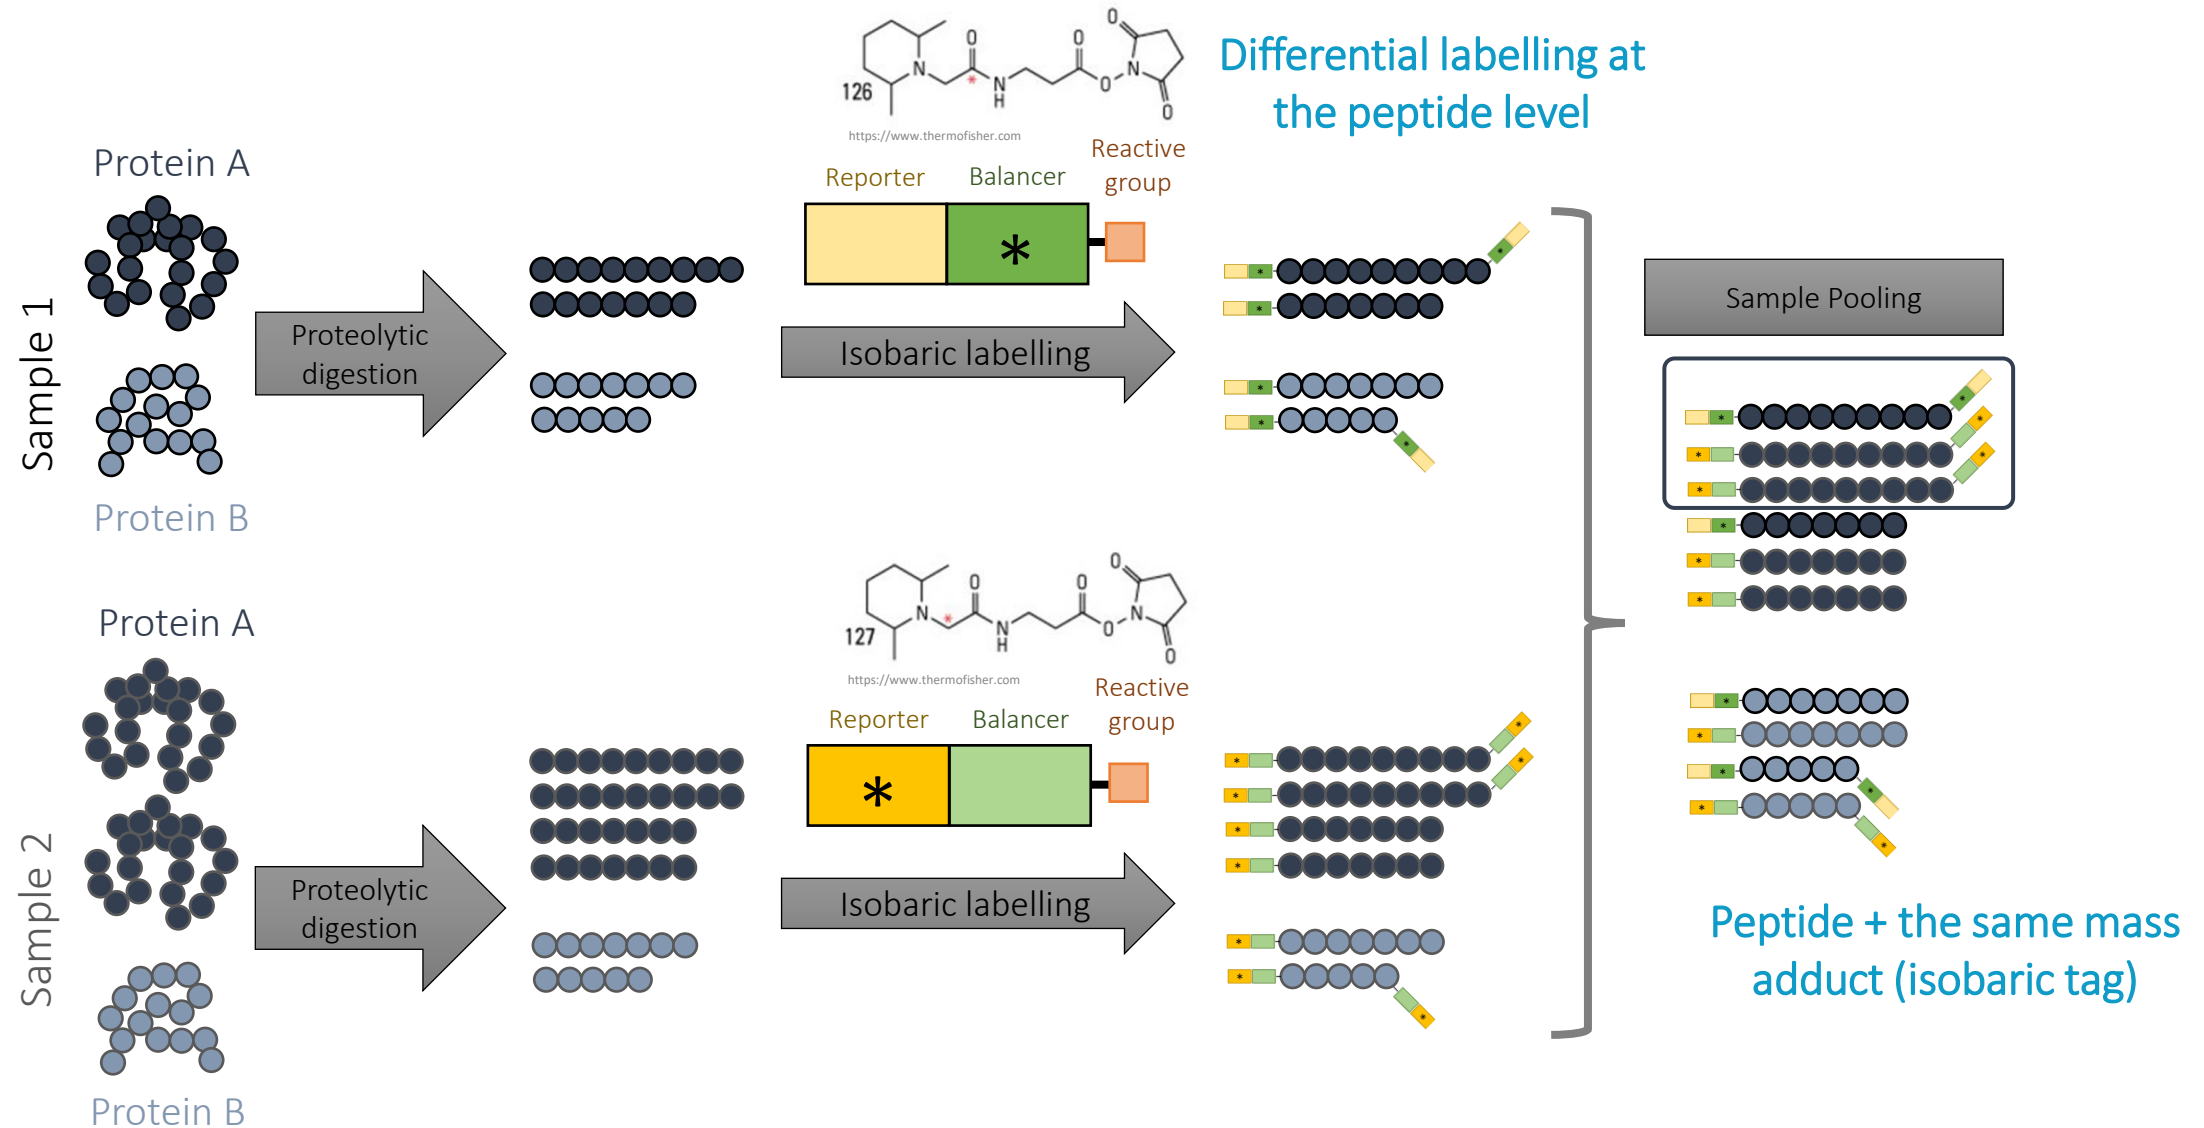 Sample 1
Protein A
Protein B
Proteolytic
digestion
126
N
*
O
N
H
O
O
N
O
O
https://www.thermofisher.com
Reporter
Balancer
Reactive
group
*
Isobaric labelling
Differential labelling at
the peptide level
Sample Pooling
Sample 2
Protein A
Protein B
Proteolytic
digestion
127
N
*
O
N
H
O
O
N
O
O
https://www.thermofisher.com
Reporter
Balancer
Reactive
group
*
Isobaric labelling
Peptide + the same mass
adduct (isobaric tag)